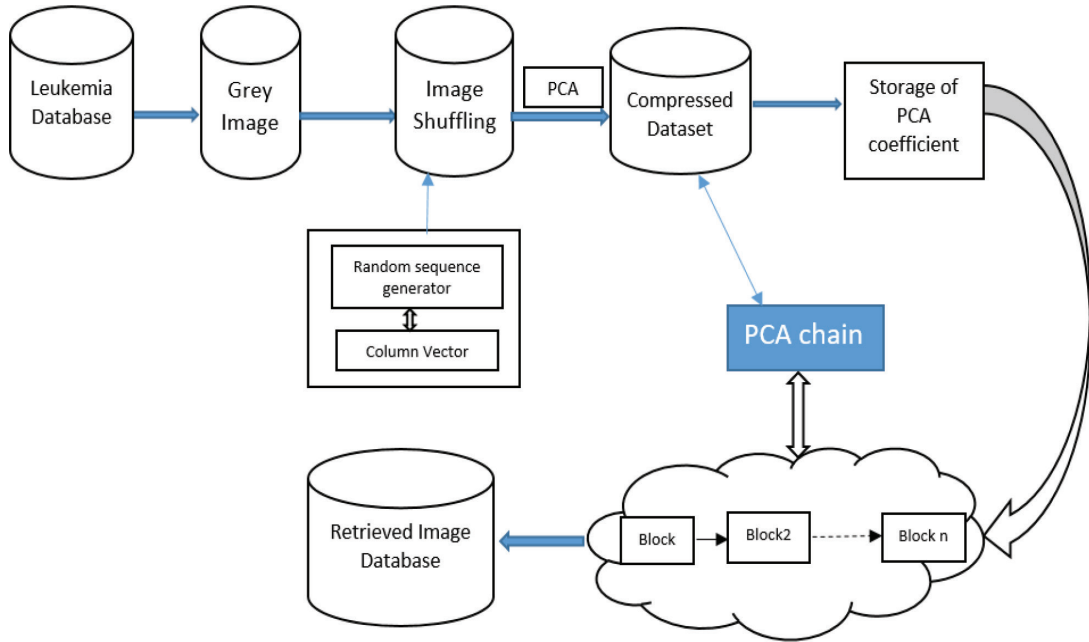 Leukemia
Database
Grey
Image
Image
Shuffling
PCA
Compressed
Dataset
Storage of
PCA
coefficient
Random sequence
generator
Column Vector
PCA chain
Retrieved Image
Database
Block
Block2
Block n